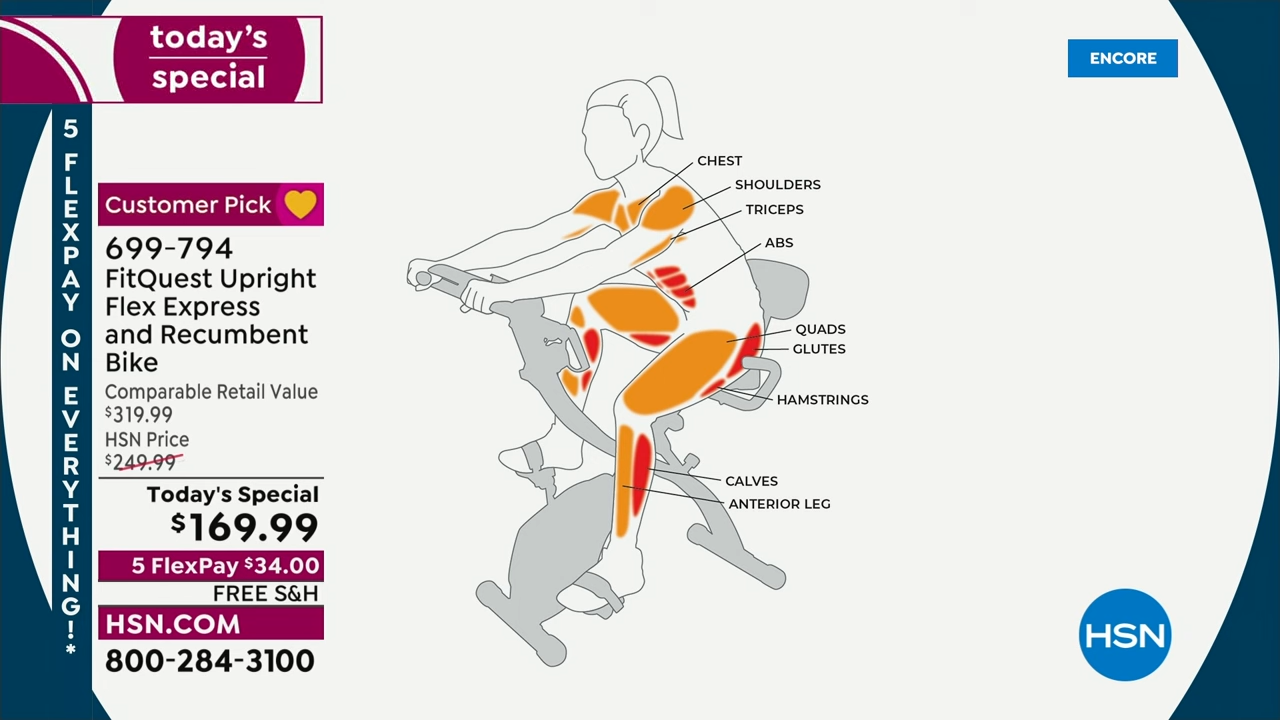 today's
special
ENCORE
5 FLEXPAY ON EVERYTHING!*
Customer Pick
699-794
FitQuest Upright
Flex Express
and Recumbent
Bike
Comparable Retail Value
$319.99
HSN Price
$249.99
Today's Special
$169.99
5 FlexPay $34.00
FREE S&H
HSN.COM
800-284-3100
CHEST
SHOULDERS
TRICEPS
ABS
QUADS
GLUTES
HAMSTRINGS
CALVES
ANTERIOR LEG
HSN